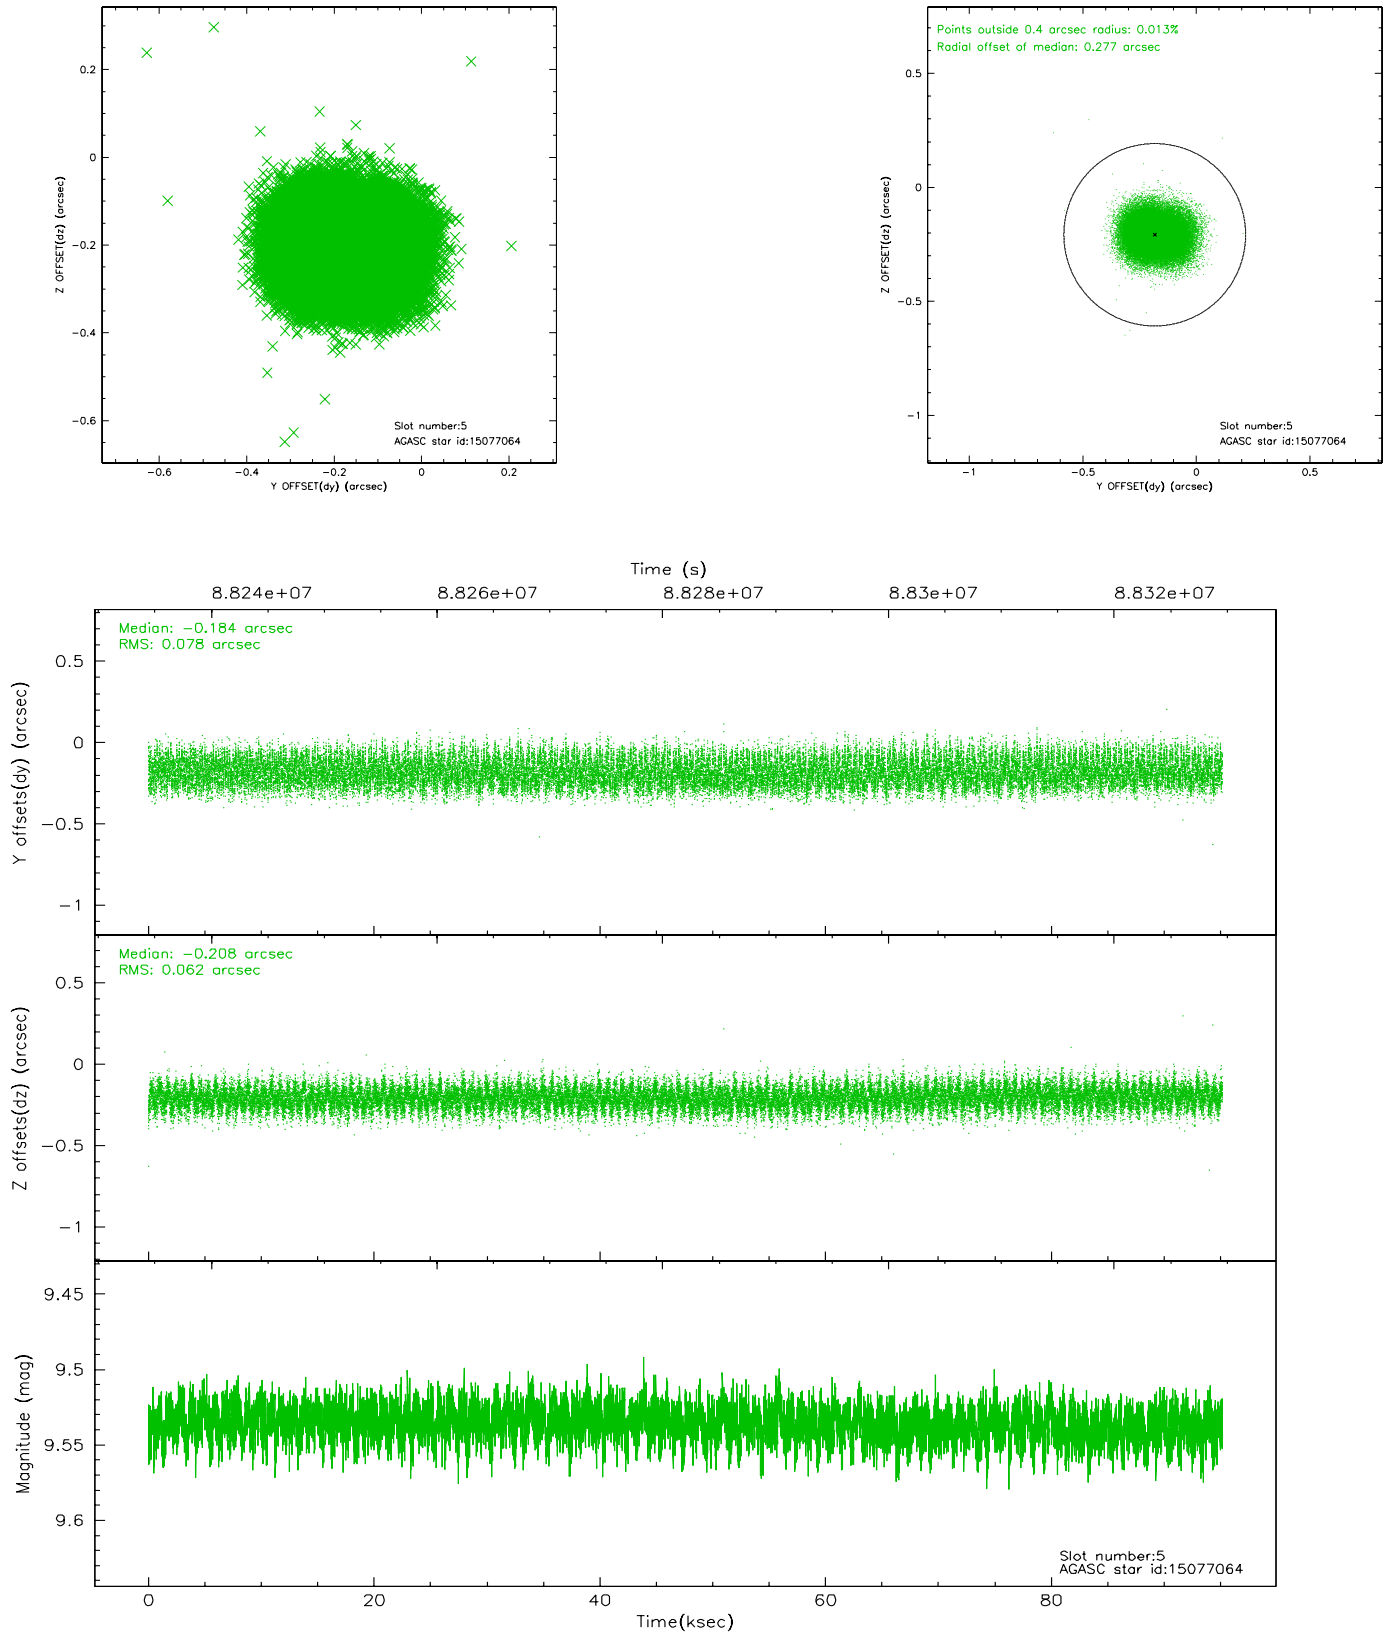 0.2
0
-0.2
-0.4
-0.6
Z OFFSET(dz) (arcsec)
Slot number:5
AGASC star id:15077064
-0.6 -0.4 -0.2 0 0.2
Y OFFSET(dy) (arcsec)
Points outside 0.4 arcsec radius: 0.013%
Radial offset of median: 0.277 arcsec
0.5
0
-0.5
-1
Z OFFSET(dz) (arcsec)
Slot number:5
AGASC star id:15077064
-1 -0.5 0 0.5
Y OFFSET(dy) (arcsec)
Time (s)
8.824e+07 8.826e+07 8.828e+07 8.83e+07 8.832e+07
Median: -0.184 arcsec
RMS: 0.078 arcsec
0.5
0
-0.5
-1
Y offsets(dy) (arcsec)
Median: -0.208 arcsec
RMS: 0.062 arcsec
0.5
0
-0.5
-1
Z offsets(dz) (arcsec)
9.45
9.5
9.55
9.6
Magnitude (mag)
Slot number:5
AGASC star id:15077064
0 20 40 60 80
Time(ksec)